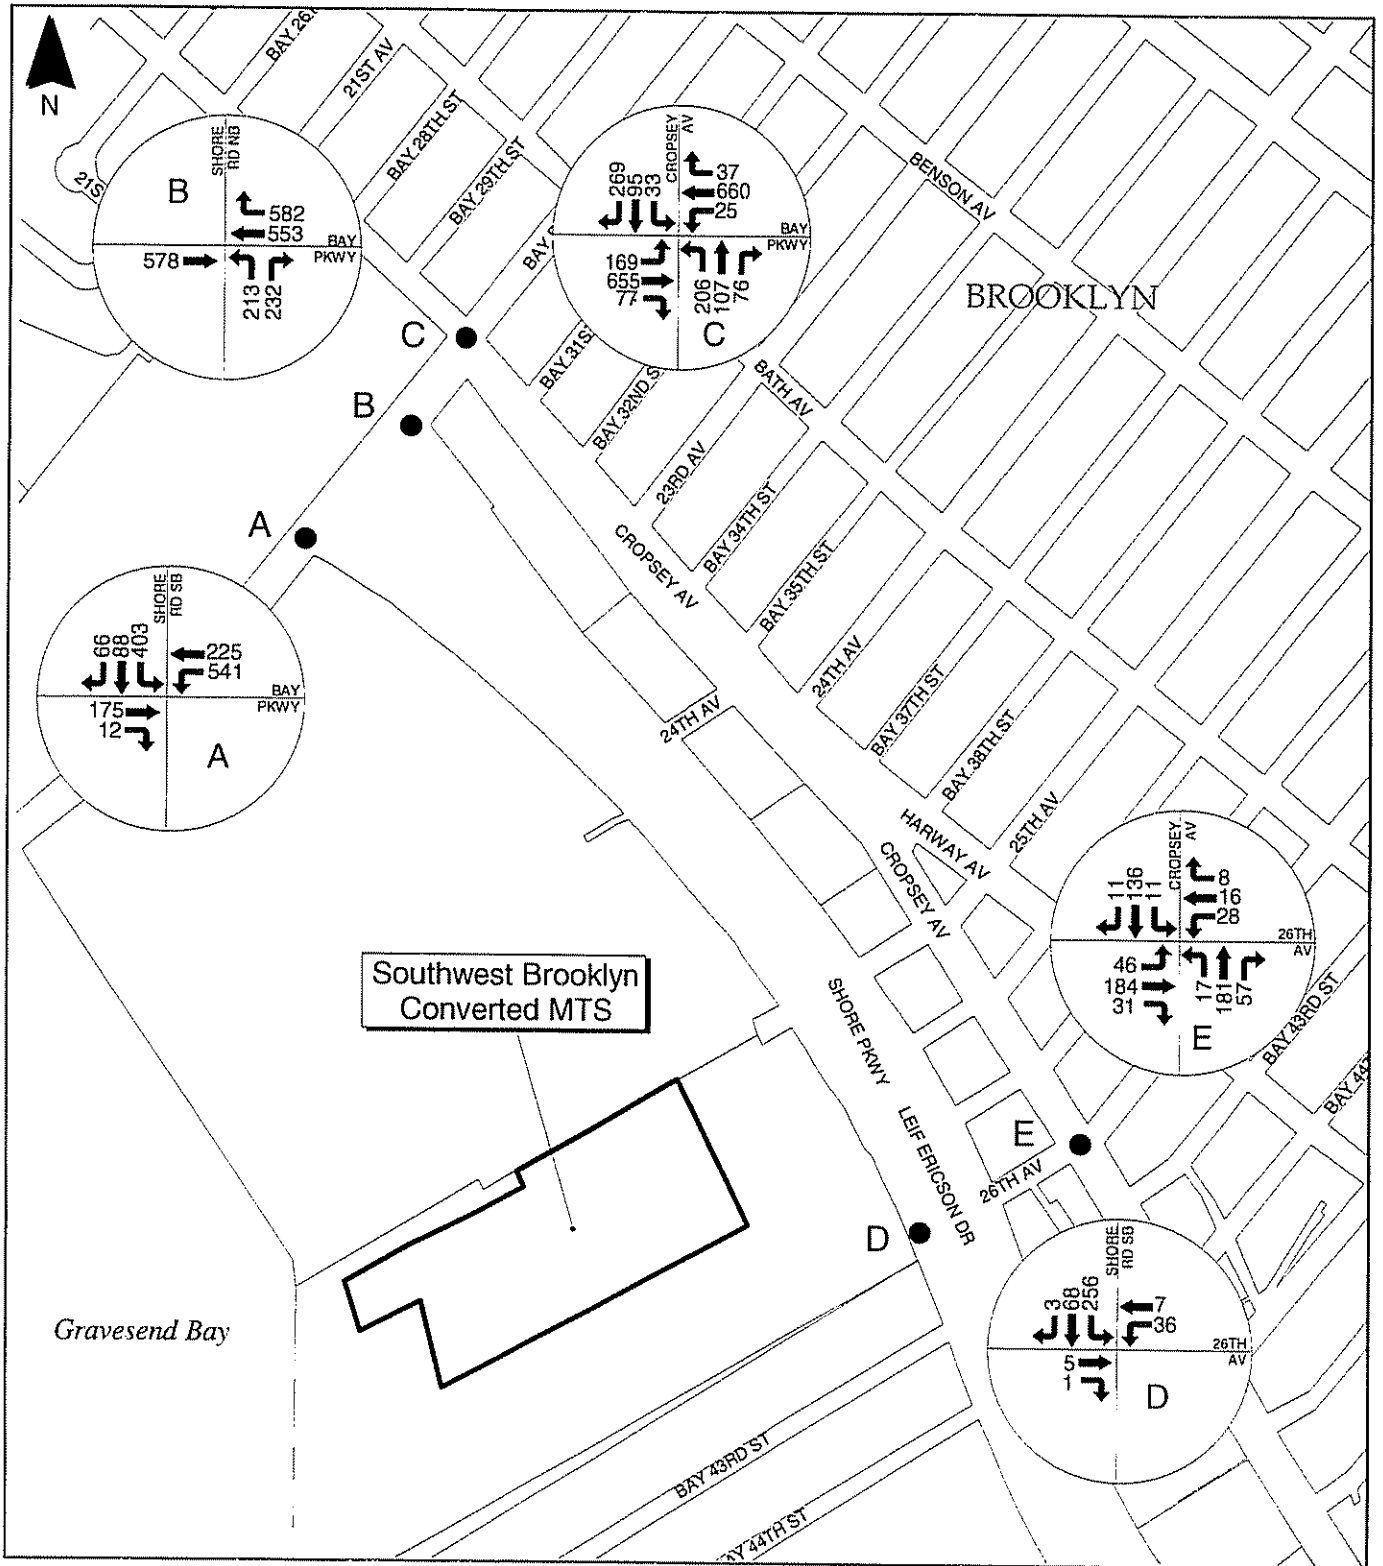 N
21ST AV
BAY 28TH ST
BAY 29TH ST
BENSON AV
BROOKLYN
BATH AV
BAY 32ND S
23RD AV
BAY 34TH ST
BAY 35TH ST
24TH AV
BAY 37TH ST
BAY 38TH ST
25TH AV
HARWAY AV
CROPSEY AV
CROPSEY AV
24TH AV
C
B
A
B
SHORE
RD NB
582
553
BAY
PKWY
578
213
232
CROPSEY
AV
269
95
33
37
660
25
BAY
PKWY
169
655
77
206
107
76
C
SHORE
RD SB
66
88
403
225
541
BAY
PKWY
175
12
A
Southwest Brooklyn
Converted MTS
SHORE PKWY
LEIF ERICSON DR
CROPSEY
AV
11
136
11
8
16
28
26TH
AV
46
184
31
17
181
57
E
BAY 43RD ST
BAY 44T
E
26TH AV
D
SHORE
RD SB
3
68
256
7
36
26TH
AV
5
1
D
Gravesend Bay
BAY 43RD ST
AY 44TH ST